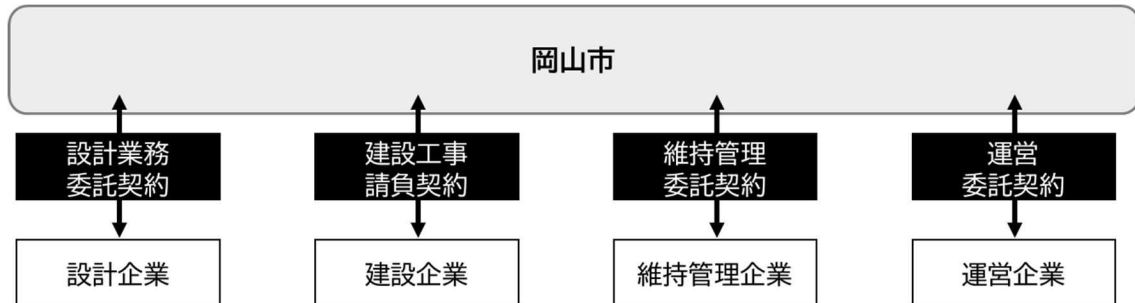 岡山市
設計業務
委託契約
建設工事
請負契約
維持管理
委託契約
運営
委託契約
設計企業
建設企業
維持管理企業
運営企業